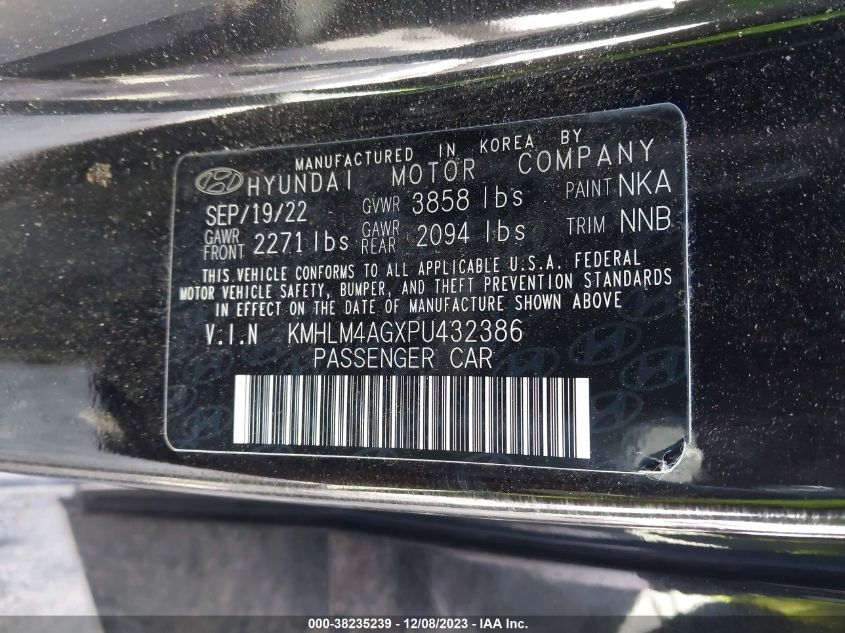 MANUFACTURED IN KOREA BY
HYUNDAI MOTOR COMPANY
SEP/19/22 GVWR 3858 lbs PAINT NKA
GAWR FRONT 2271 lbs GAWR REAR 2094 lbs TRIM NNB
THIS VEHICLE CONFORMS TO ALL APPLICABLE U.S.A. FEDERAL
MOTOR VEHICLE SAFETY, BUMPER, AND THEFT PREVENTION STANDARDS
IN EFFECT ON THE DATE OF MANUFACTURE SHOWN ABOVE
V.I.N KMHLM4AGXPU432386
PASSENGER CAR
000-38235239 - 12/08/2023 - IAA Inc.